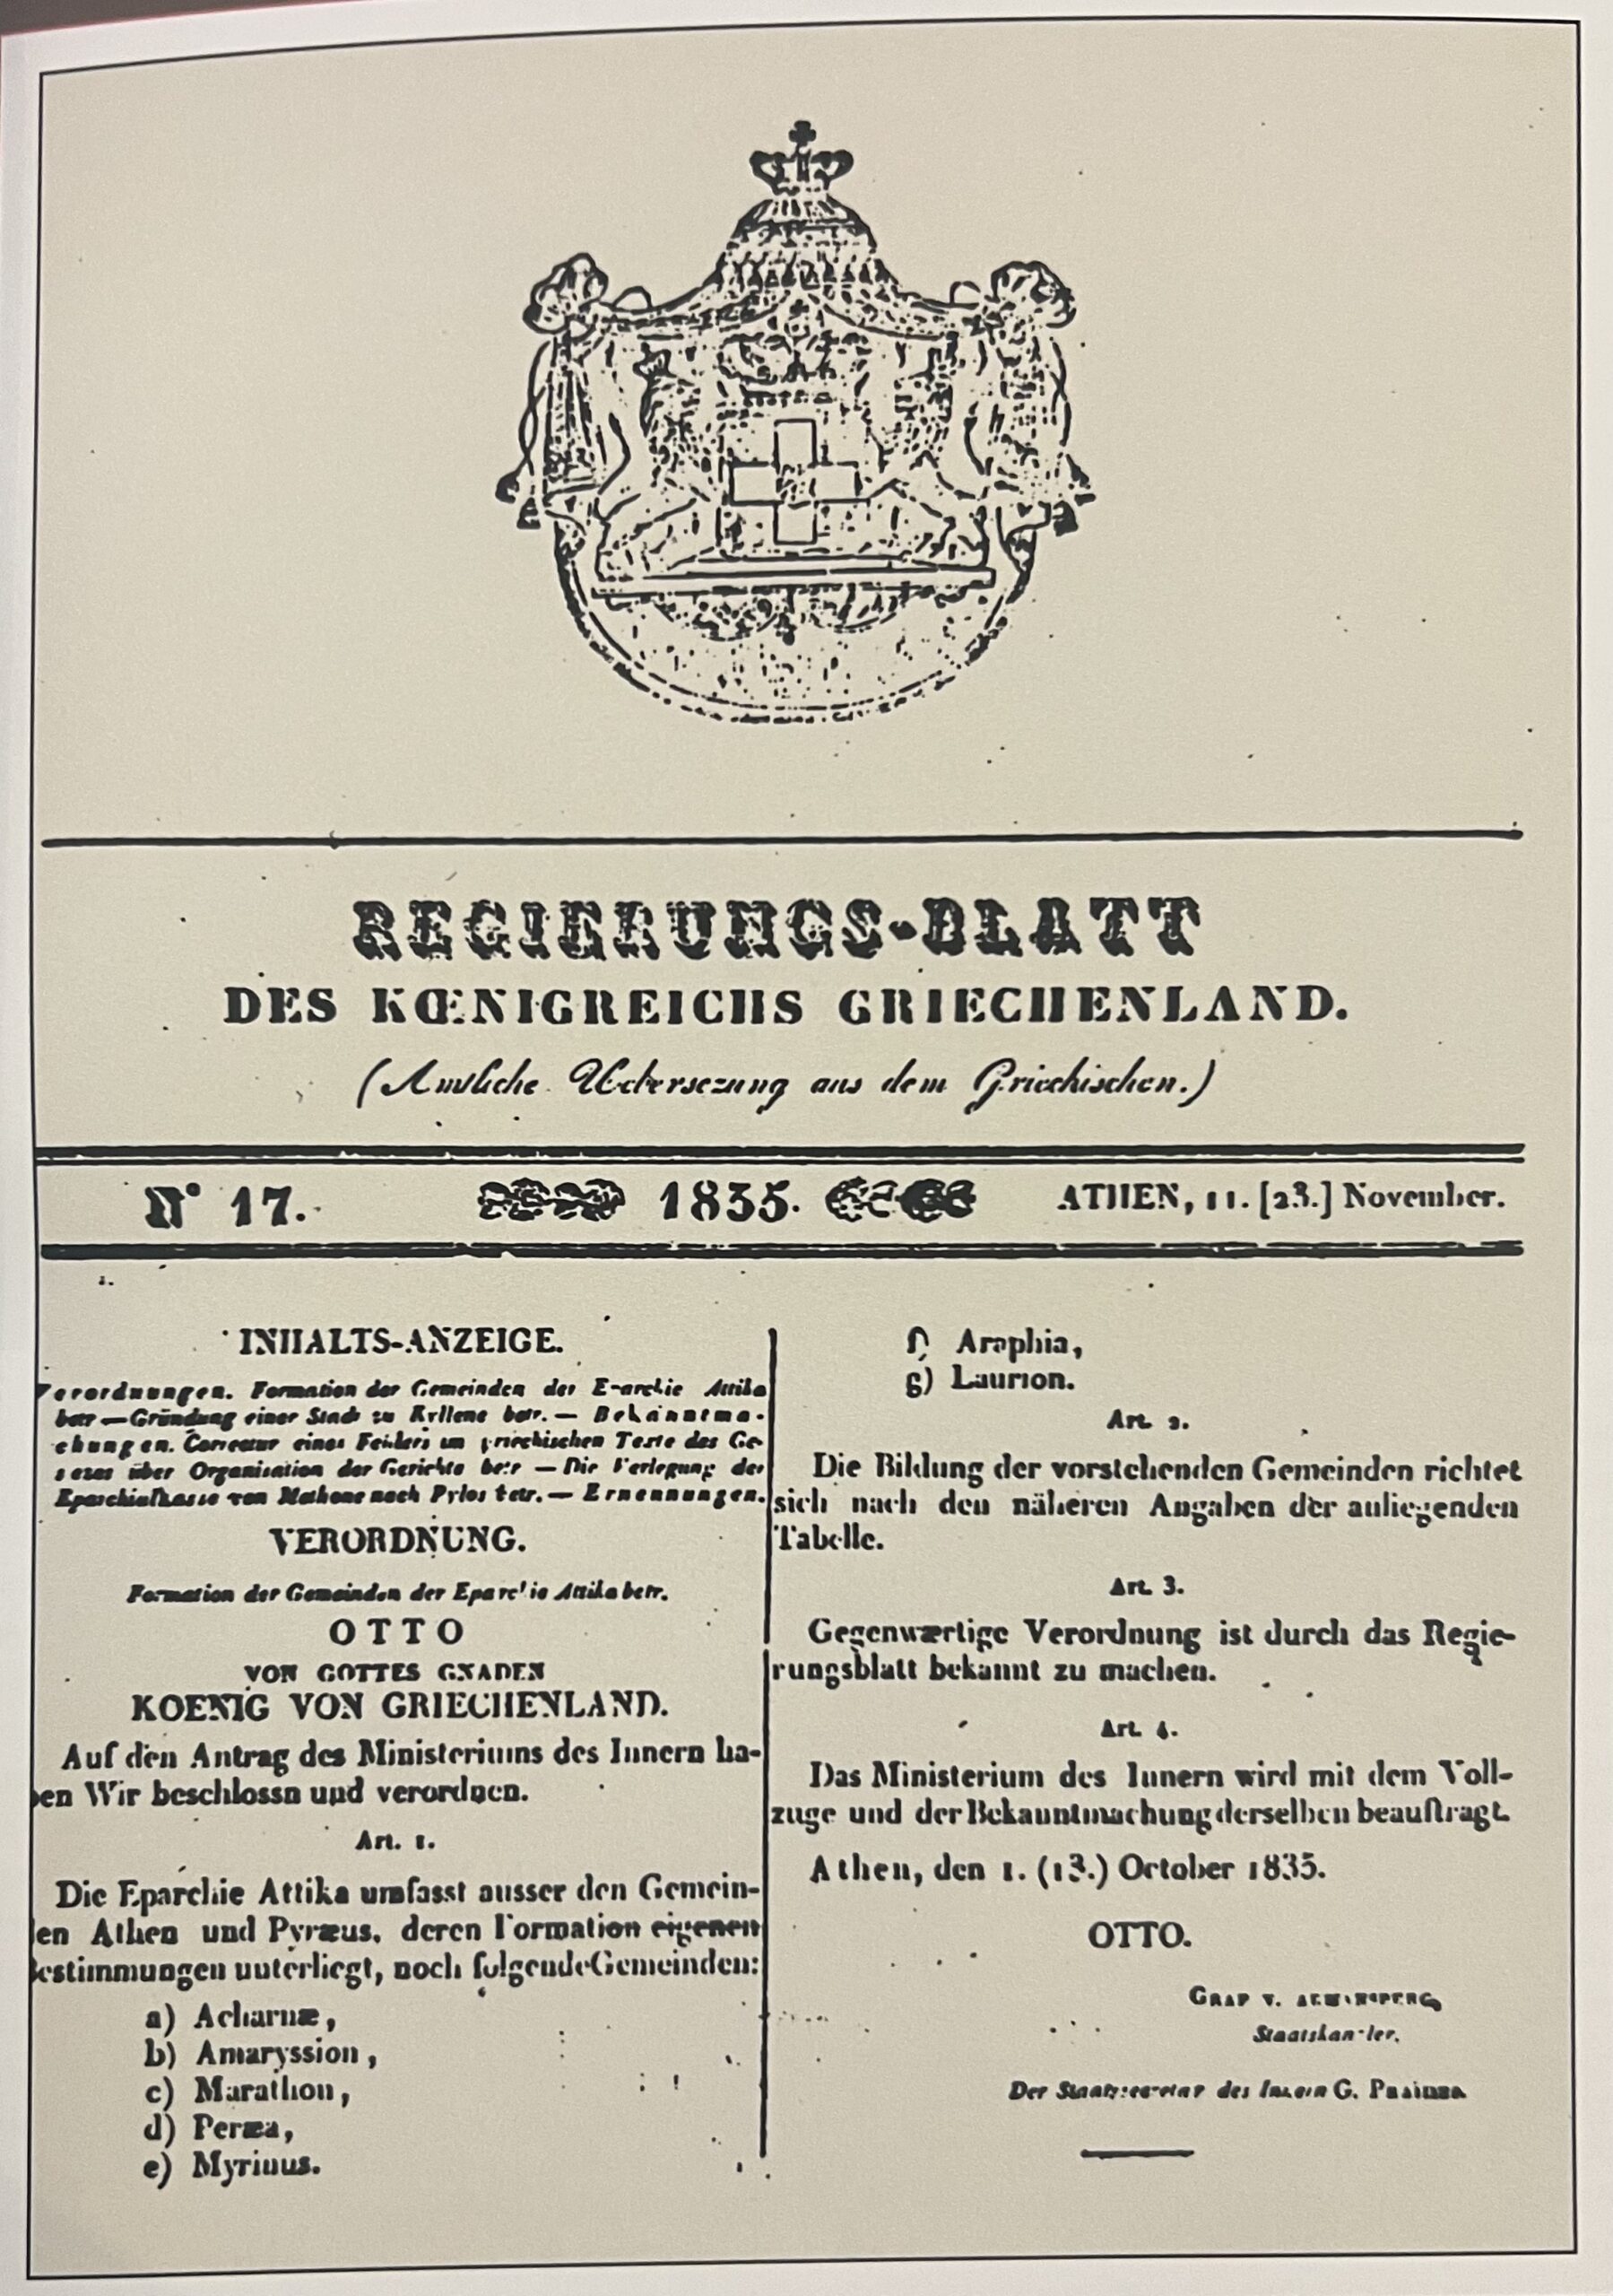 REGIERUNGS-BLATT
DES KŒNIGREICHS GRIECHENLAND.
(Amtliche Uebersezung aus dem Griechischen.)
N° 17. 1835. ATHEN, 11. [23.] November.
INHALTS-ANZEIGE.
Verordnungen. Formation der Gemeinden der Eparchie Attika
betr.—Gründung einer Stadt zu Kyllene betr.— Bekanntma-
chungen. Correctur eines Fehlers im griechischen Texte des Ge-
sezes über Organisation der Gerichte betr — Die Verlegung der
Eparchialkasse von Methone nach Pylos betr.— Ernennungen.
VERORDNUNG.
Formation der Gemeinden der Eparchie Attika betr.
OTTO
VON GOTTES GNADEN
KOENIG VON GRIECHENLAND.
Auf den Antrag des Ministeriums des Innern ha-
ben Wir beschlossn und verordnen.
Art. 1.
Die Eparchie Attika umfasst ausser den Gemein-
den Athen und Pyræus, deren Formation eigenen
Bestimmungen unterliegt, noch folgende Gemeinden:
a) Acharnæ,
b) Amaryssion,
c) Marathon,
d) Peræa,
e) Myrinus.
f) Araphia,
g) Laurion.
Art. 2.
Die Bildung der vorstehenden Gemeinden richtet
sich nach den näheren Angaben der anliegenden
Tabelle.
Art. 3.
Gegenwærtige Verordnung ist durch das Regie-
rungsblatt bekannt zu machen.
Art. 4.
Das Ministerium des Innern wird mit dem Voll-
zuge und der Bekanntmachung derselben beauftragt.
Athen, den 1. (13.) October 1835.
OTTO.
GRAF V. ARMANSPERG,
Staatskanzler.
Der Staatssecretär des Innern G.